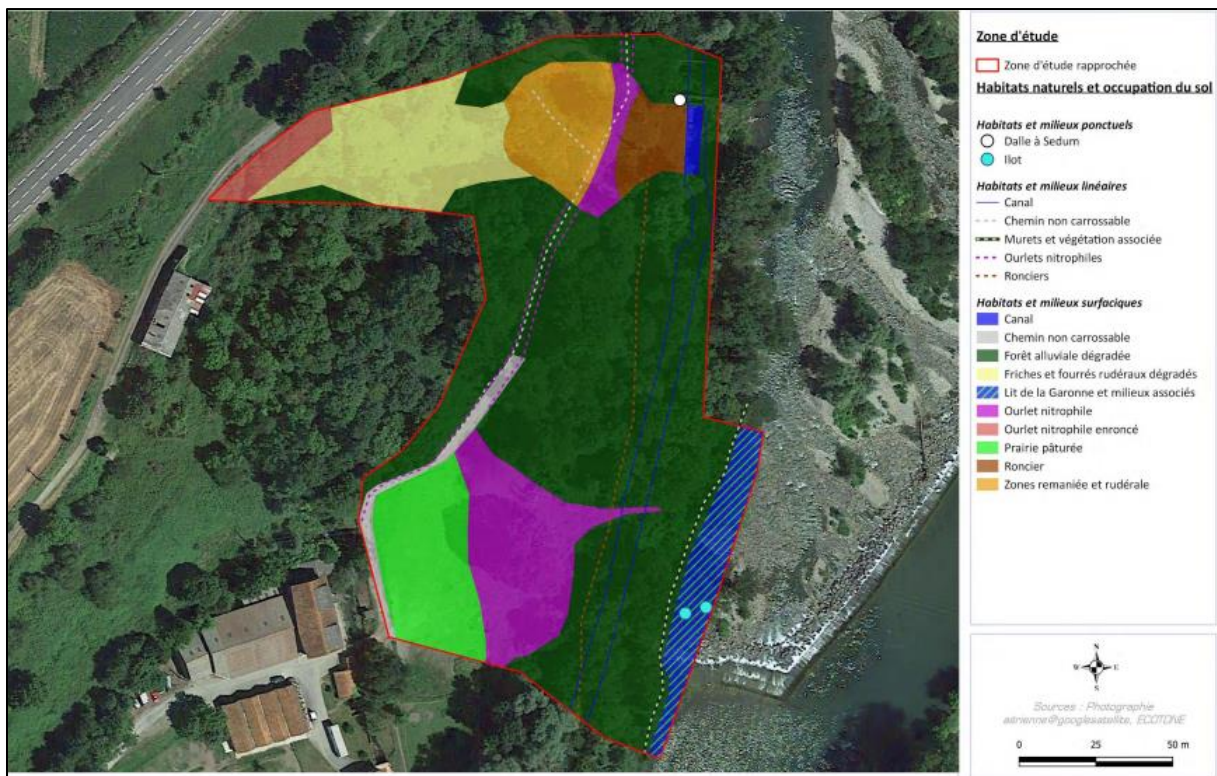 Zone d'étude
Zone d'étude rapprochée
Habitats naturels et occupation du sol
Habitats et milieux ponctuels
Dalle à Sedum
Ilot
Habitats et milieux linéaires
Canal
Chemin non carrossable
Murets et végétation associée
Ourlets nitrophiles
Ronciers
Habitats et milieux surfaciques
Canal
Chemin non carrossable
Forêt alluviale dégradée
Friches et fourrés rudéraux dégradés
Lit de la Garonne et milieux associés
Ourlet nitrophile
Ourlet nitrophile enroncé
Prairie pâturée
Roncier
Zones remaniée et rudérale
N
W E
S
Sources : Photographie
aérienne@googlesatellite, ECOTONE
0 25 50 m